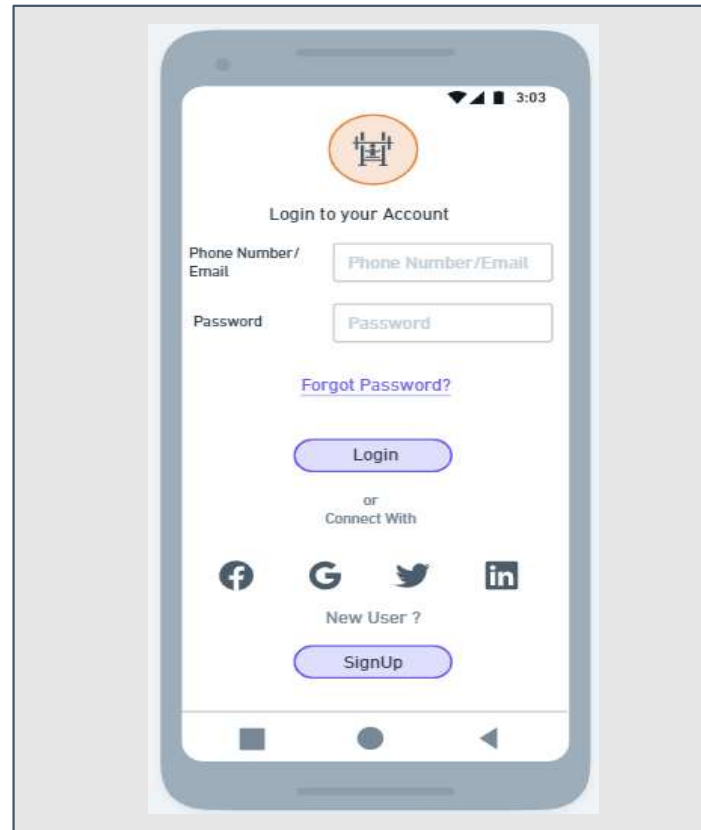 3:03
Login to your Account
Phone Number/
Email
Phone Number/Email
Password
Password
Forgot Password?
Login
or
Connect With
in
New User ?
SignUp